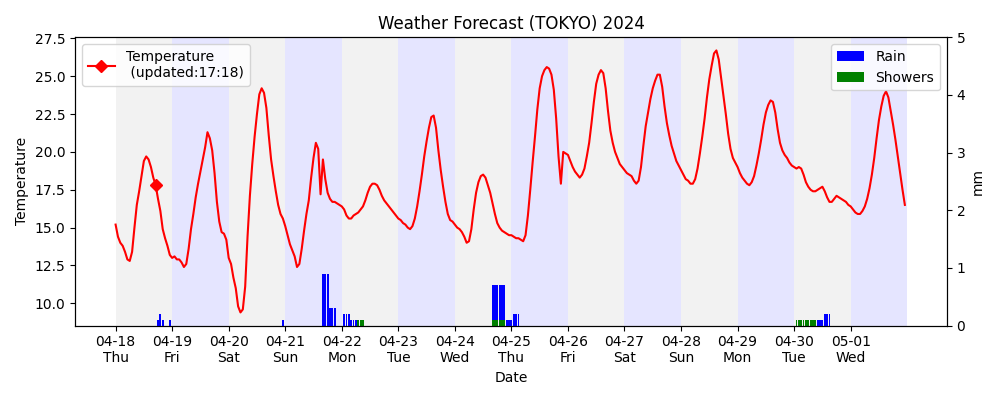 Weather Forecast (TOKYO) 2024
Temperature
(updated:17:18)
Rain
Showers
27.5
25.0
22.5
20.0
17.5
15.0
12.5
10.0
Temperature
5
4
3
2
1
0
mm
04-18 04-19 04-20 04-21 04-22 04-23 04-24 04-25 04-26 04-27 04-28 04-29 04-30 05-01
Thu Fri Sat Sun Mon Tue Wed Thu Fri Sat Sun Mon Tue Wed
Date